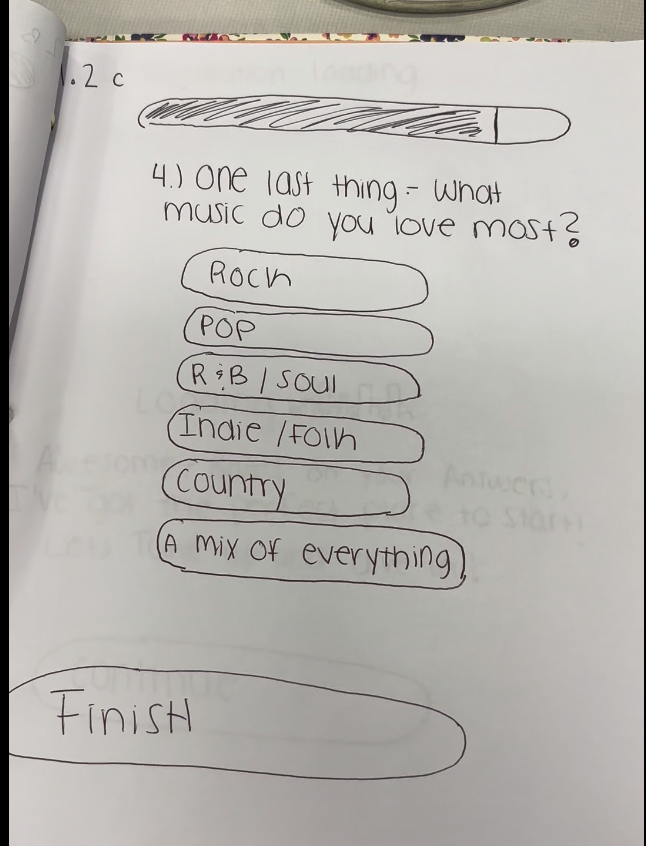 1.2 c
4.) One last thing - what
music do you love most?
Rock
POP
R&B / Soul
Indie / Folk
Country
A mix of everything
Finish
continue